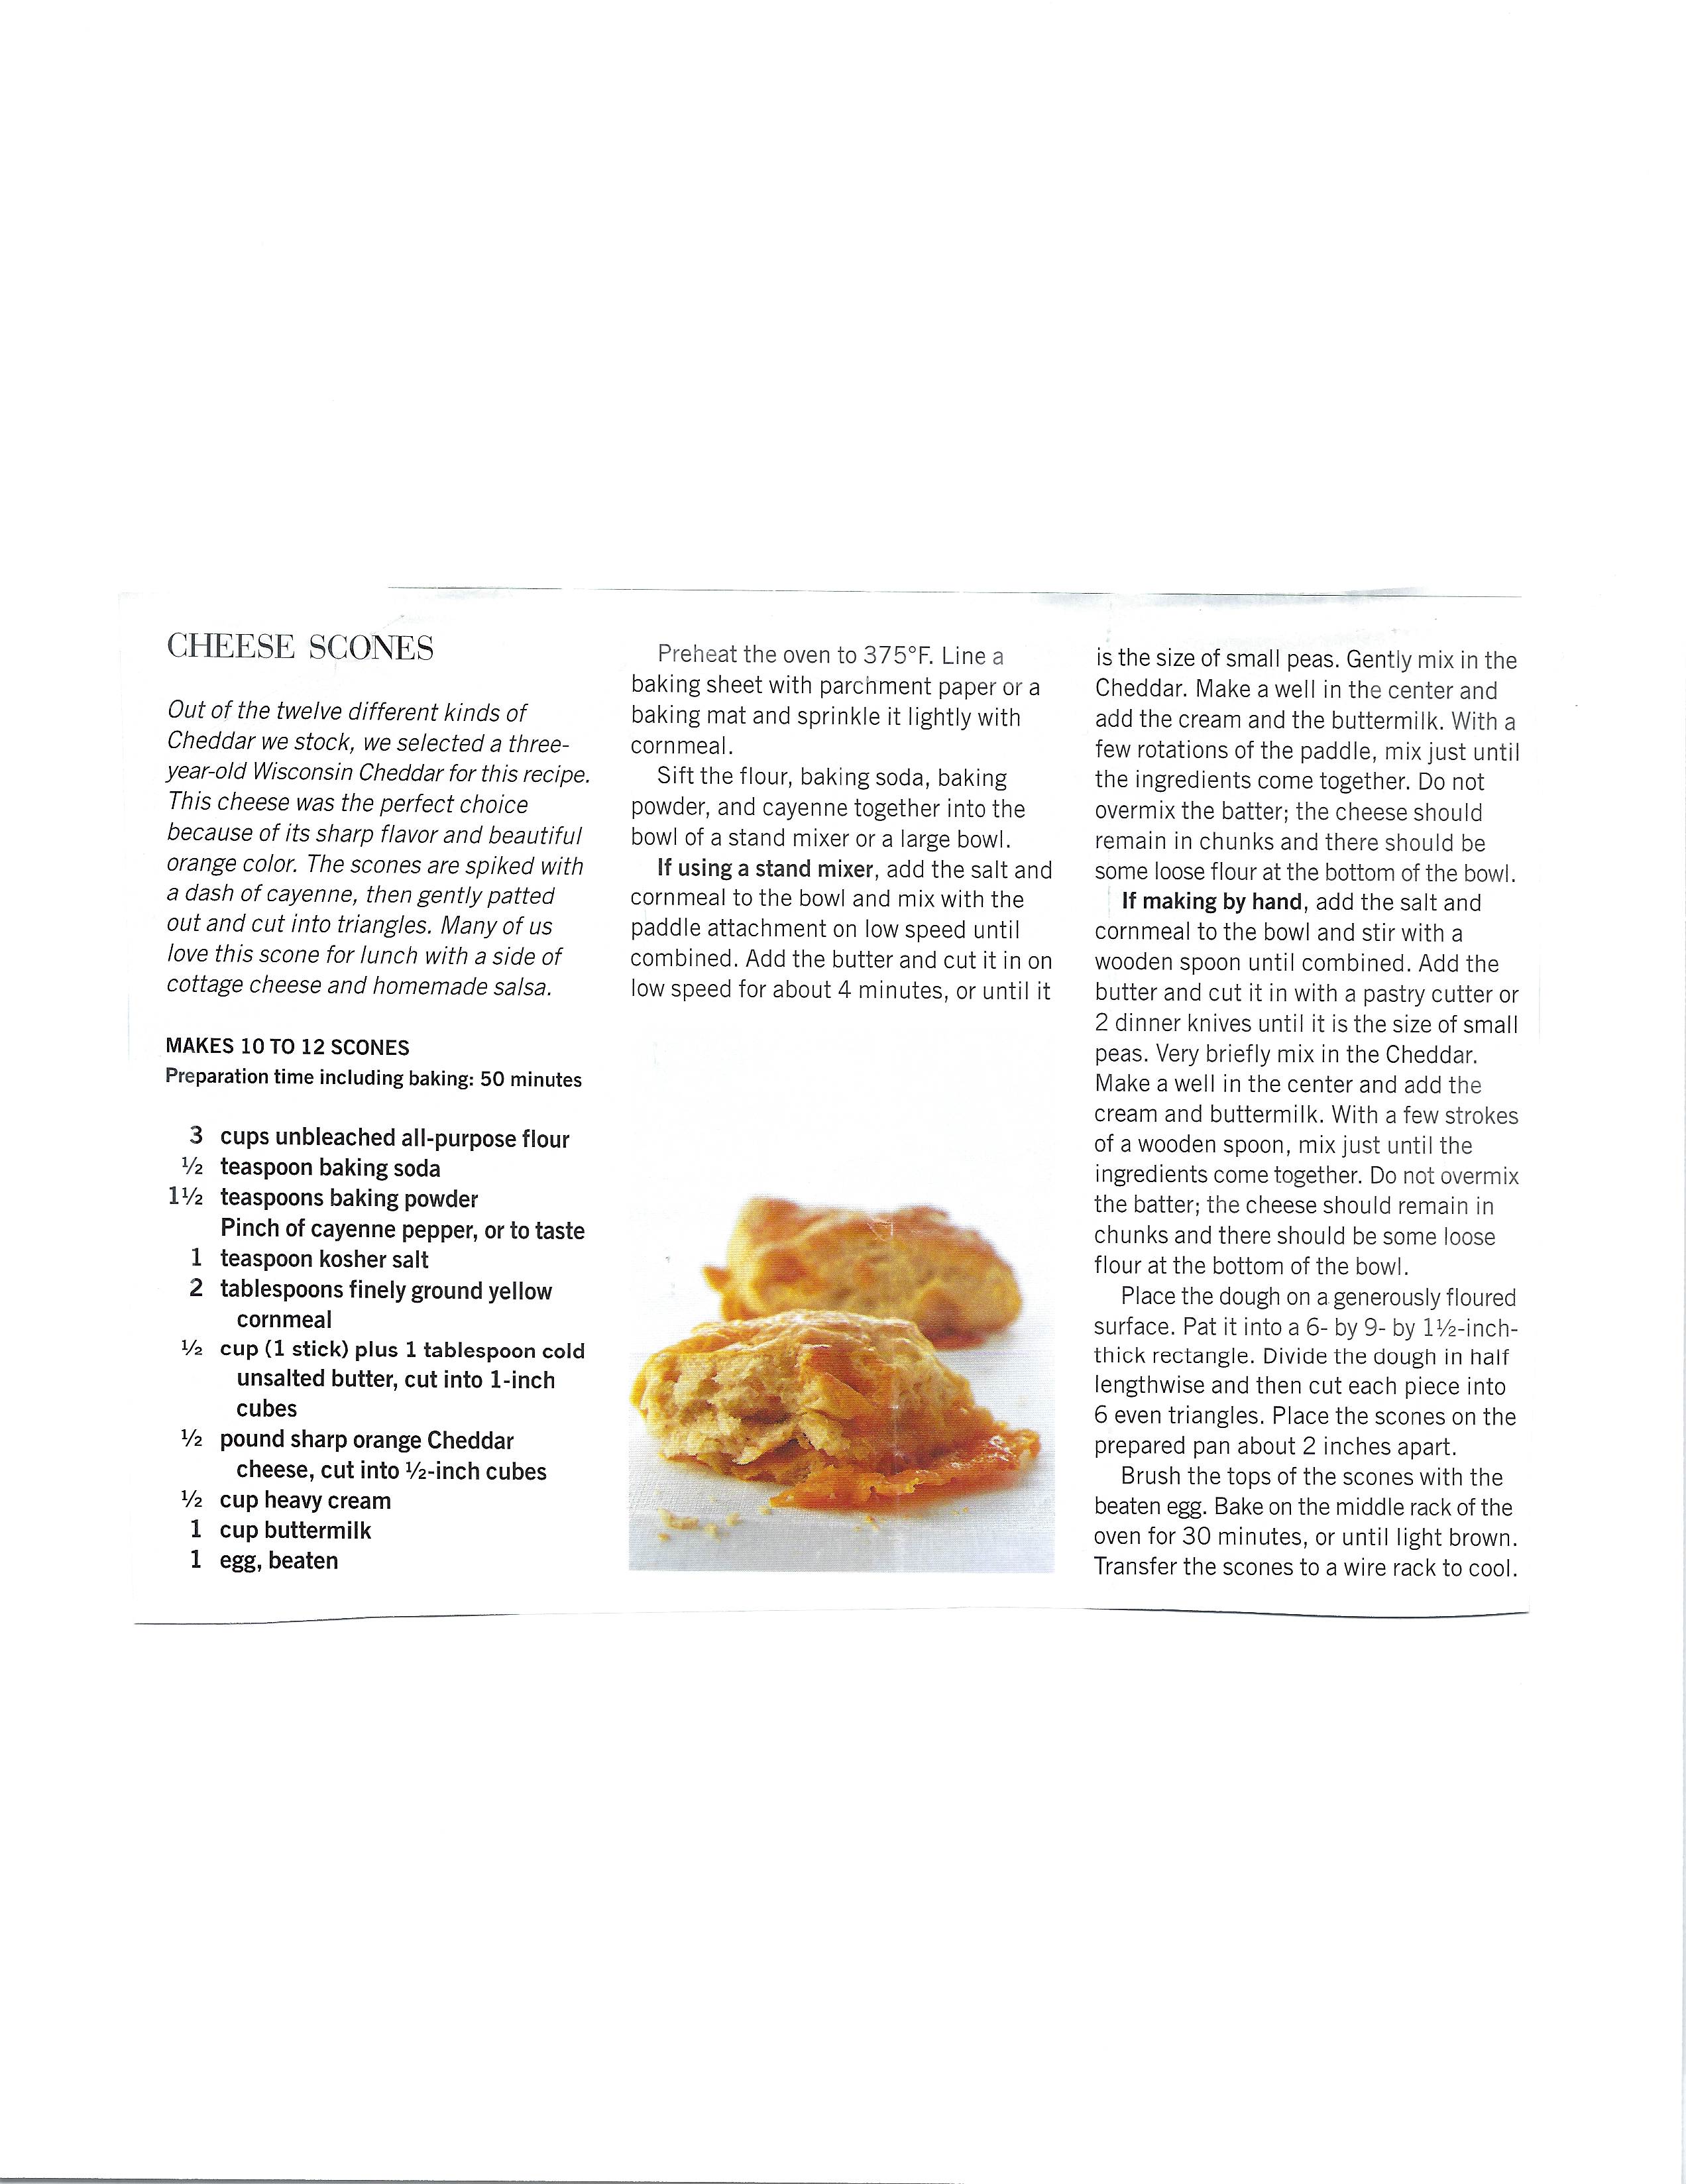 CHEESE SCONES
Out of the twelve different kinds of
Cheddar we stock, we selected a three-
year-old Wisconsin Cheddar for this recipe.
This cheese was the perfect choice
because of its sharp flavor and beautiful
orange color. The scones are spiked with
a dash of cayenne, then gently patted
out and cut into triangles. Many of us
love this scone for lunch with a side of
cottage cheese and homemade salsa.
MAKES 10 TO 12 SCONES
Preparation time including baking: 50 minutes
3 cups unbleached all-purpose flour
½ teaspoon baking soda
1½ teaspoons baking powder
Pinch of cayenne pepper, or to taste
1 teaspoon kosher salt
2 tablespoons finely ground yellow
cornmeal
½ cup (1 stick) plus 1 tablespoon cold
unsalted butter, cut into 1-inch
cubes
½ pound sharp orange Cheddar
cheese, cut into ½-inch cubes
½ cup heavy cream
1 cup buttermilk
1 egg, beaten
Preheat the oven to 375°F. Line a
baking sheet with parchment paper or a
baking mat and sprinkle it lightly with
cornmeal.
Sift the flour, baking soda, baking
powder, and cayenne together into the
bowl of a stand mixer or a large bowl.
If using a stand mixer, add the salt and
cornmeal to the bowl and mix with the
paddle attachment on low speed until
combined. Add the butter and cut it in on
low speed for about 4 minutes, or until it
is the size of small peas. Gently mix in the
Cheddar. Make a well in the center and
add the cream and the buttermilk. With a
few rotations of the paddle, mix just until
the ingredients come together. Do not
overmix the batter; the cheese should
remain in chunks and there should be
some loose flour at the bottom of the bowl.
If making by hand, add the salt and
cornmeal to the bowl and stir with a
wooden spoon until combined. Add the
butter and cut it in with a pastry cutter or
2 dinner knives until it is the size of small
peas. Very briefly mix in the Cheddar.
Make a well in the center and add the
cream and buttermilk. With a few strokes
of a wooden spoon, mix just until the
ingredients come together. Do not overmix
the batter; the cheese should remain in
chunks and there should be some loose
flour at the bottom of the bowl.
Place the dough on a generously floured
surface. Pat it into a 6- by 9- by 1½-inch-
thick rectangle. Divide the dough in half
lengthwise and then cut each piece into
6 even triangles. Place the scones on the
prepared pan about 2 inches apart.
Brush the tops of the scones with the
beaten egg. Bake on the middle rack of the
oven for 30 minutes, or until light brown.
Transfer the scones to a wire rack to cool.